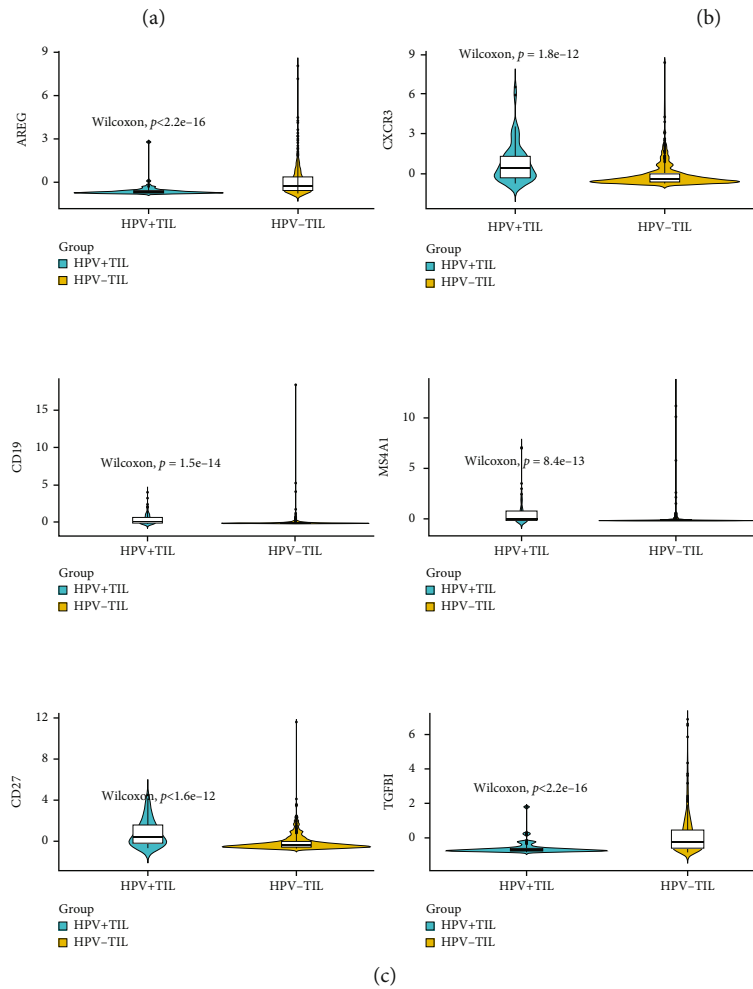 (a) (b)
9
6
3
0
AREG
Wilcoxon, p<2.2e−16
HPV+TIL HPV−TIL
Group
HPV+TIL
HPV−TIL
9
6
3
0
CXCR3
Wilcoxon, p = 1.8e−12
HPV+TIL HPV−TIL
Group
HPV+TIL
HPV−TIL
15
10
5
0
CD19
Wilcoxon, p = 1.5e−14
HPV+TIL HPV−TIL
Group
HPV+TIL
HPV−TIL
10
5
0
MS4A1
Wilcoxon, p = 8.4e−13
HPV+TIL HPV−TIL
Group
HPV+TIL
HPV−TIL
12
8
4
0
CD27
Wilcoxon, p<1.6e−12
HPV+TIL HPV−TIL
Group
HPV+TIL
HPV−TIL
6
4
2
0
TGFBI
Wilcoxon, p<2.2e−16
HPV+TIL HPV−TIL
Group
HPV+TIL
HPV−TIL
(c)